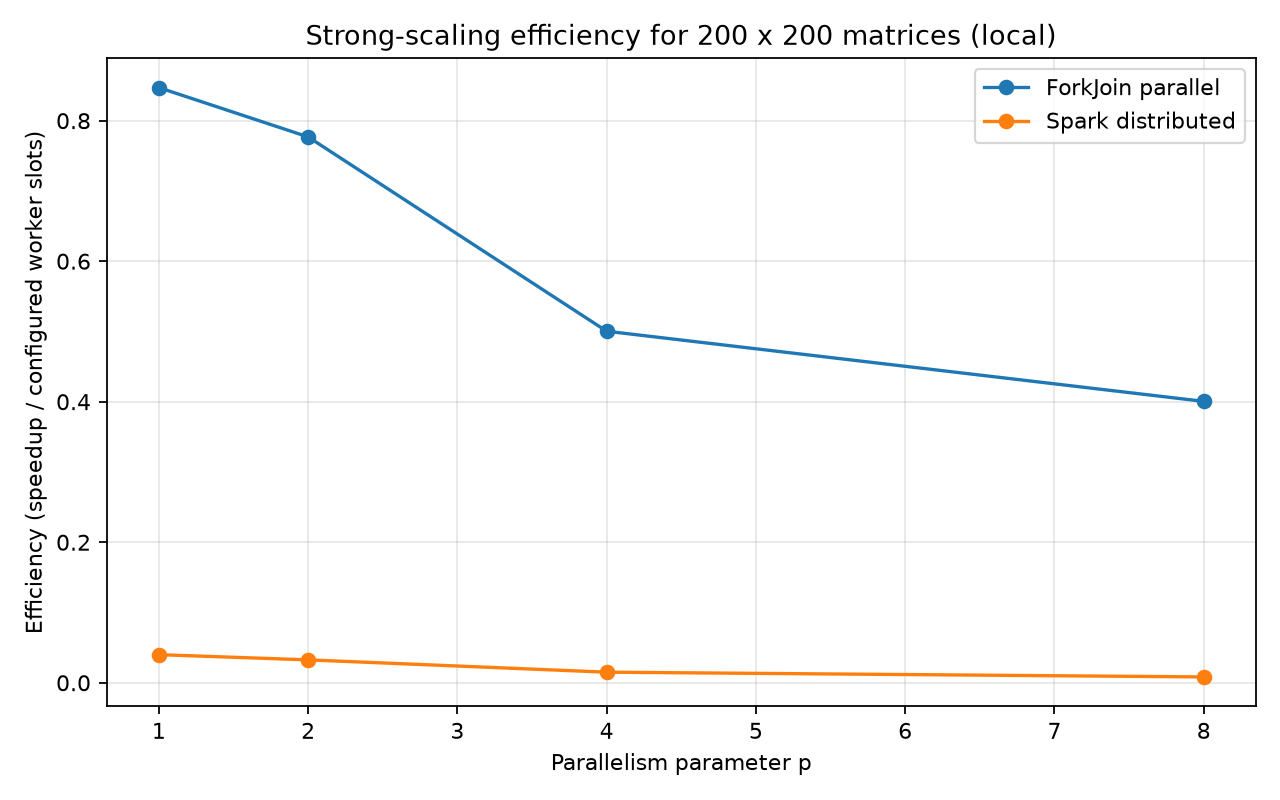 Strong-scaling efficiency for 200 x 200 matrices (local)
ForkJoin parallel
Spark distributed
Efficiency (speedup / configured worker slots)
0.8
0.6
0.4
0.2
0.0
1 2 3 4 5 6 7 8
Parallelism parameter p